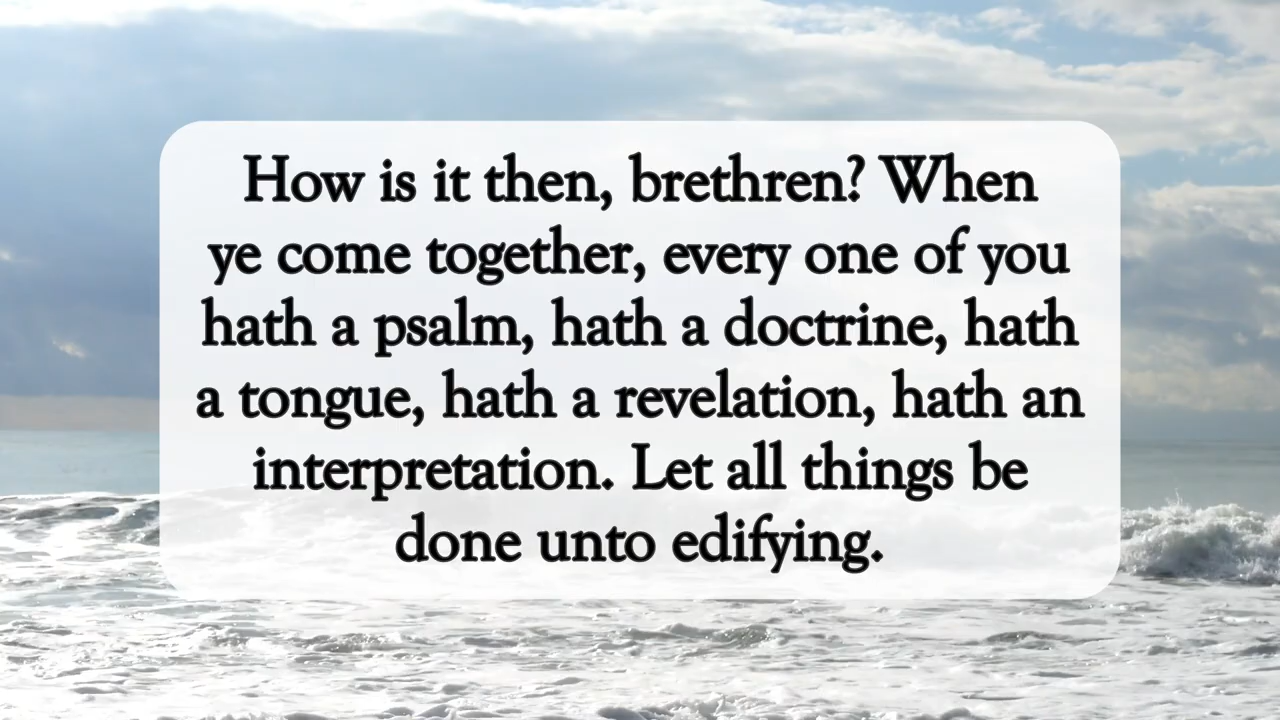 How is it then, brethren? When
ye come together, every one of you
hath a psalm, hath a doctrine, hath
a tongue, hath a revelation, hath an
interpretation. Let all things be
done unto edifying.